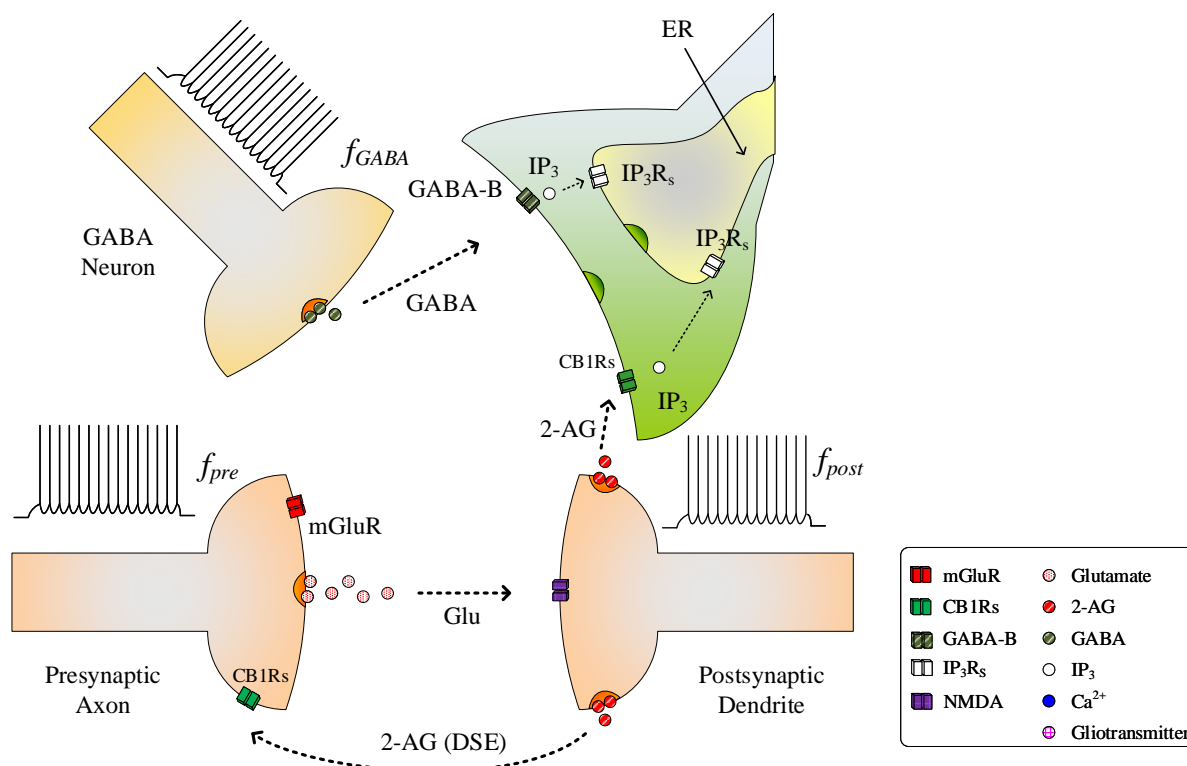 ER
f_GABA
IP₃
IP₃Rₛ
GABA-B
GABA
Neuron
IP₃Rₛ
GABA
CB1Rs
IP₃
2-AG
f_pre
f_post
mGluR
Glu
Presynaptic
Axon
CB1Rs
Postsynaptic
Dendrite
2-AG (DSE)
mGluR
Glutamate
CB1Rs
2-AG
GABA-B
GABA
IP₃Rₛ
IP₃
NMDA
Ca²⁺
Gliotransmitter